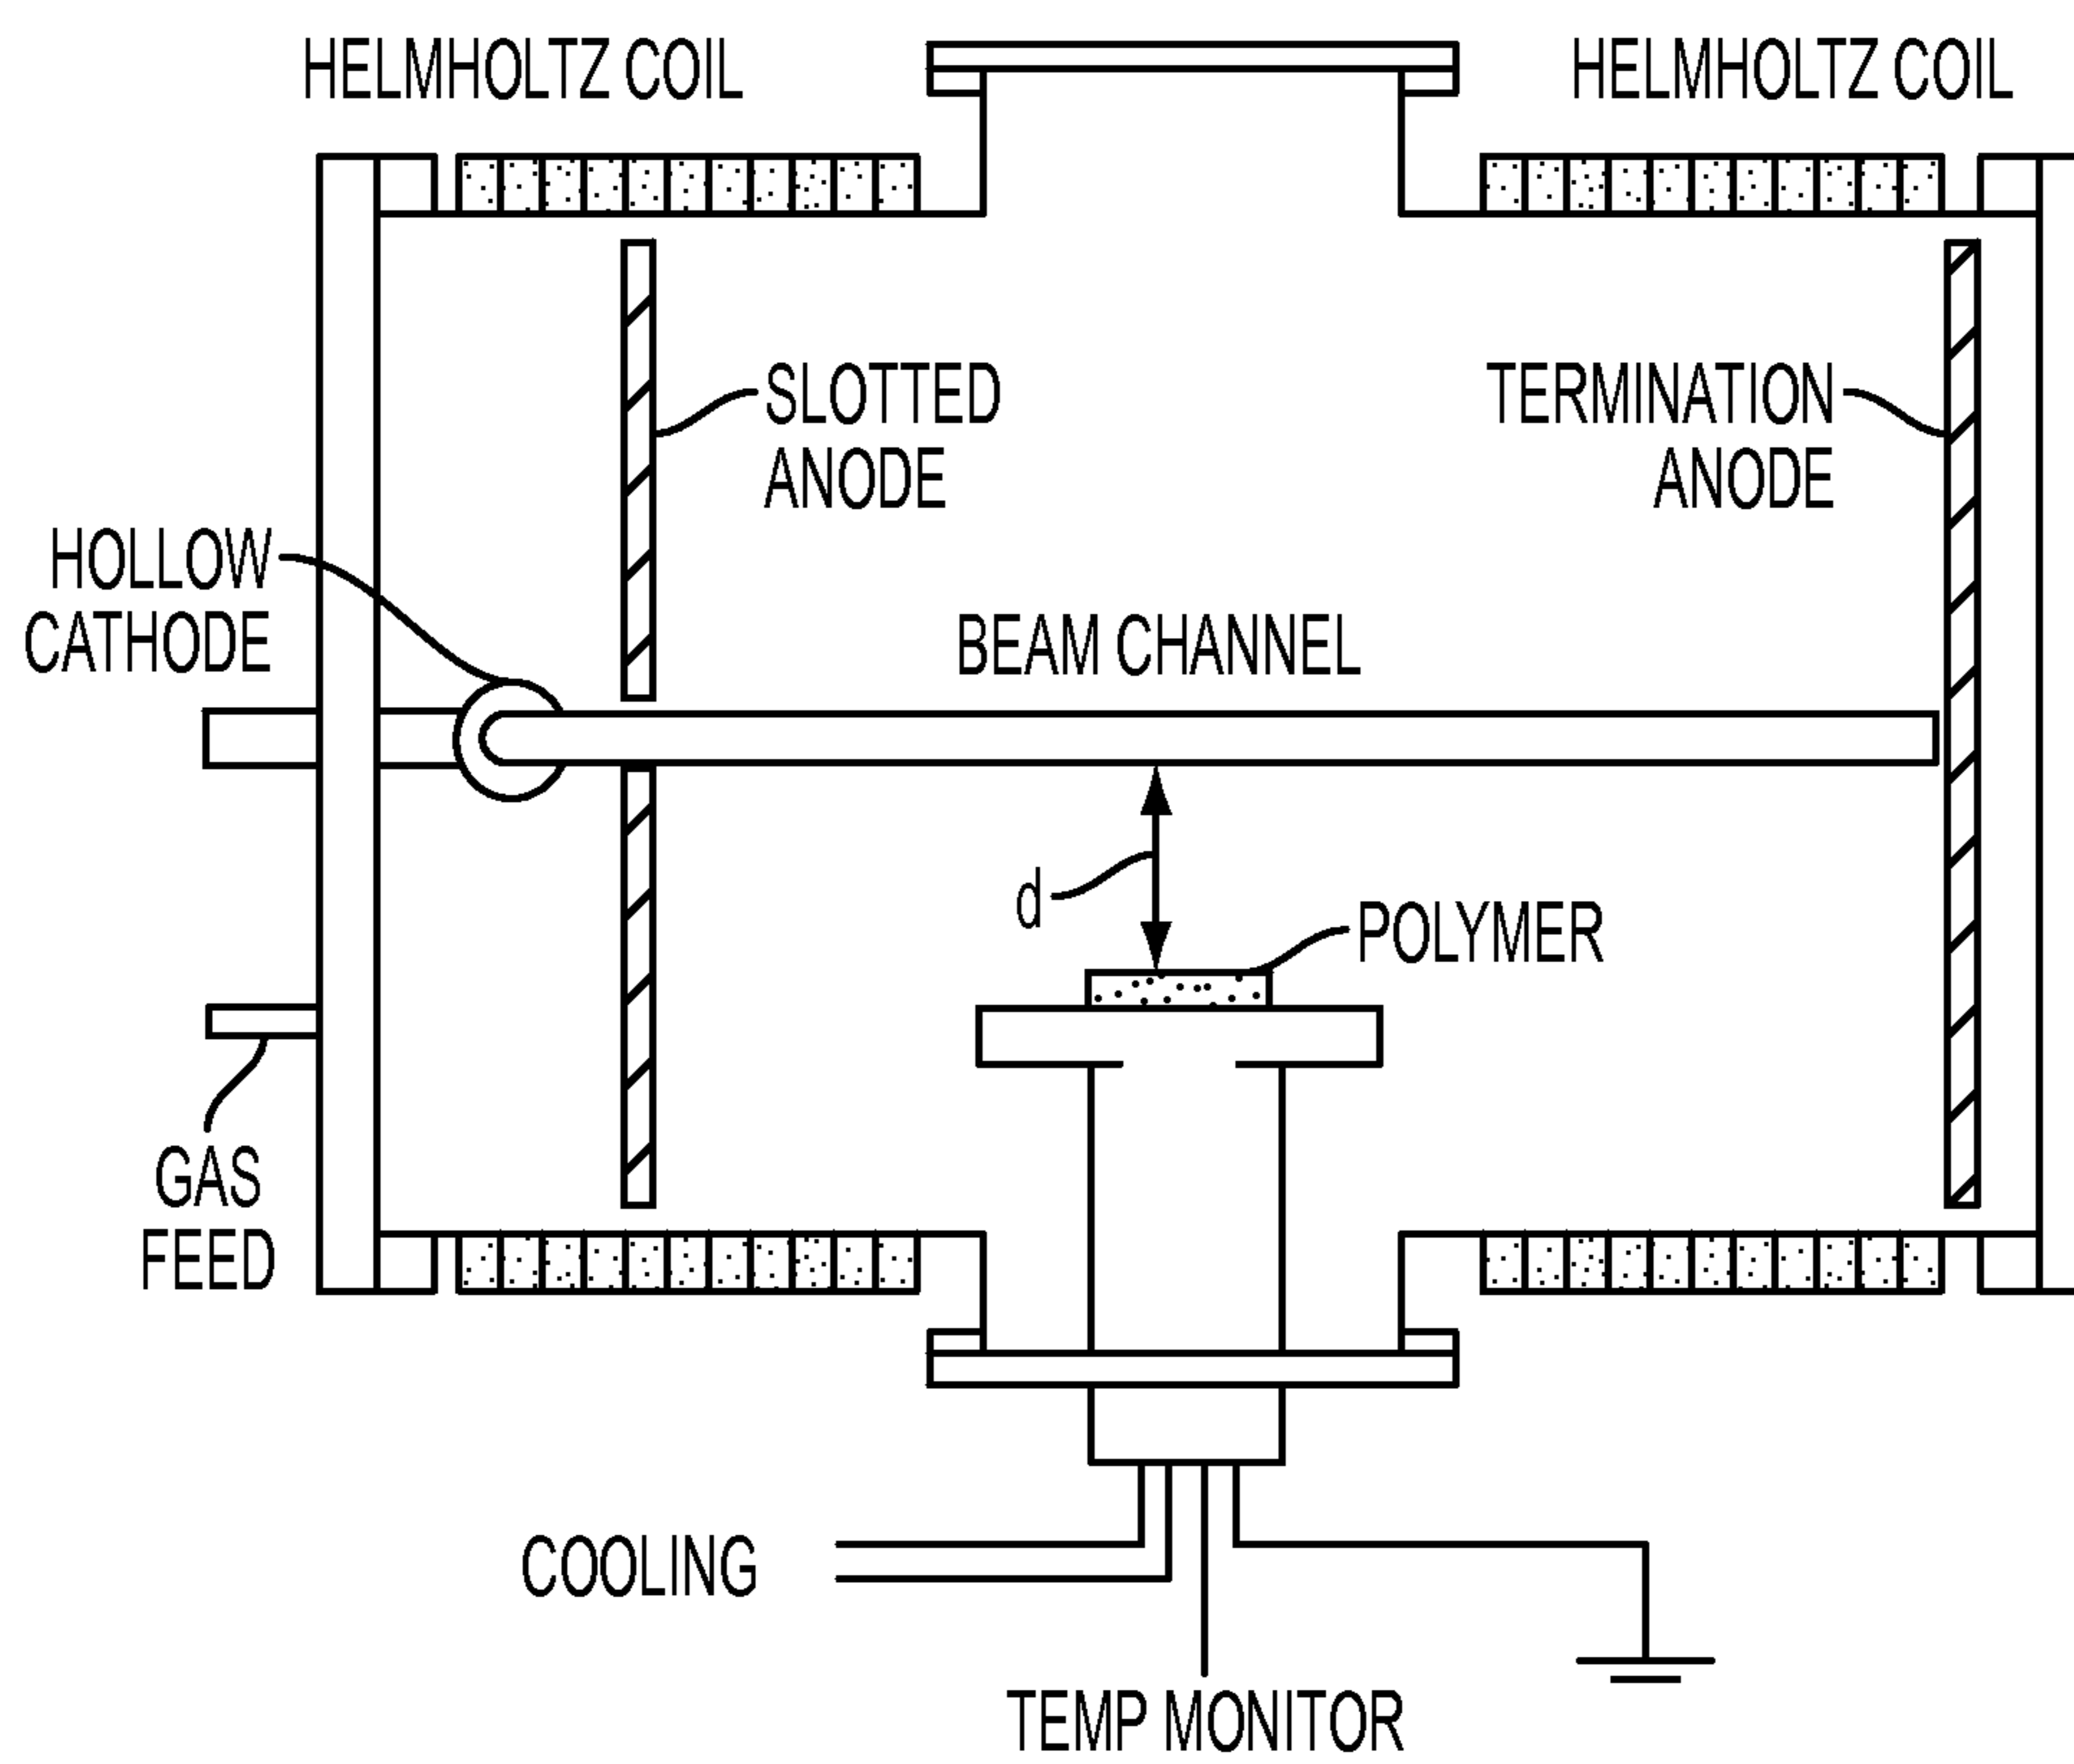 HELMHOLTZ COIL
HELMHOLTZ COIL
SLOTTED
ANODE
TERMINATION
ANODE
HOLLOW
CATHODE
BEAM CHANNEL
d
POLYMER
GAS
FEED
COOLING
TEMP MONITOR